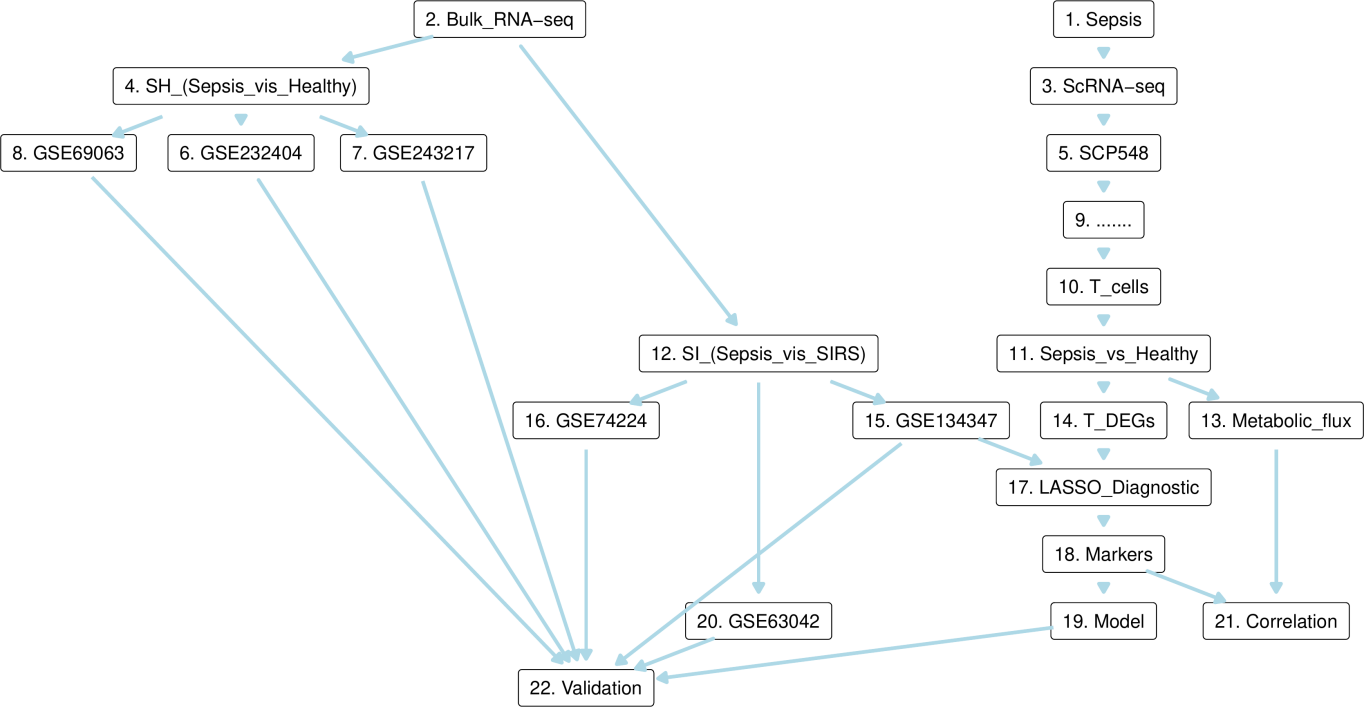 2. Bulk_RNA−seq
1. Sepsis
4. SH_(Sepsis_vis_Healthy)
3. ScRNA−seq
8. GSE69063
6. GSE232404
7. GSE243217
5. SCP548
9. .......
10. T_cells
12. SI_(Sepsis_vis_SIRS)
11. Sepsis_vs_Healthy
16. GSE74224
15. GSE134347
14. T_DEGs
13. Metabolic_flux
17. LASSO_Diagnostic
18. Markers
20. GSE63042
19. Model
21. Correlation
22. Validation